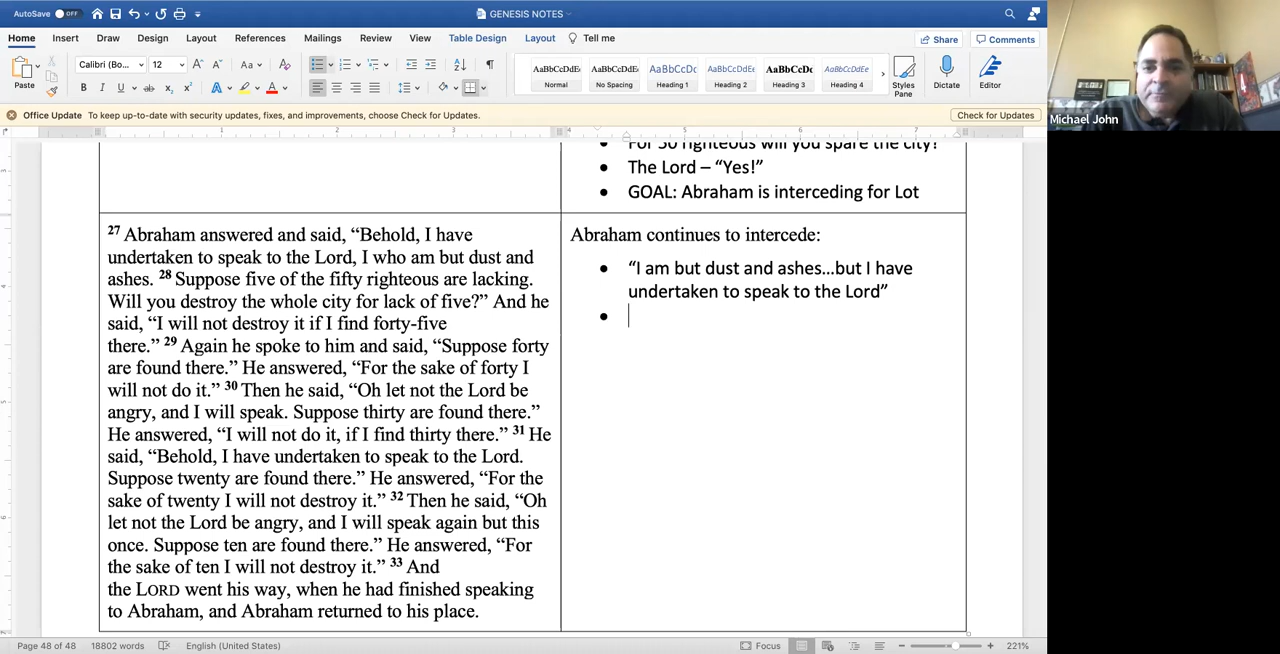 AutoSave OFF
GENESIS NOTES
Home Insert Draw Design Layout References Mailings Review View Table Design Layout Tell me
Share Comments
Paste
Calibri (Bo... 12
AaBbCcDdEe Normal
AaBbCcDdEe No Spacing
AaBbCcDc Heading 1
AaBbCcDdEe Heading 2
AaBbCcDc Heading 3
AaBbCcDdEe Heading 4
Styles Pane
Dictate
Editor
Office Update To keep up-to-date with security updates, fixes, and improvements, choose Check for Updates.
Check for Updates
Michael John
• For 50 righteous will you spare the city?
• The Lord – “Yes!”
• GOAL: Abraham is interceding for Lot
27 Abraham answered and said, “Behold, I have
undertaken to speak to the Lord, I who am but dust and
ashes. 28 Suppose five of the fifty righteous are lacking.
Will you destroy the whole city for lack of five?” And he
said, “I will not destroy it if I find forty-five
there.” 29 Again he spoke to him and said, “Suppose forty
are found there.” He answered, “For the sake of forty I
will not do it.” 30 Then he said, “Oh let not the Lord be
angry, and I will speak. Suppose thirty are found there.”
He answered, “I will not do it, if I find thirty there.” 31 He
said, “Behold, I have undertaken to speak to the Lord.
Suppose twenty are found there.” He answered, “For the
sake of twenty I will not destroy it.” 32 Then he said, “Oh
let not the Lord be angry, and I will speak again but this
once. Suppose ten are found there.” He answered, “For
the sake of ten I will not destroy it.” 33 And
the LORD went his way, when he had finished speaking
to Abraham, and Abraham returned to his place.
Abraham continues to intercede:
• “I am but dust and ashes...but I have
undertaken to speak to the Lord”
•
Page 48 of 48 18802 words English (United States)
Focus 221%